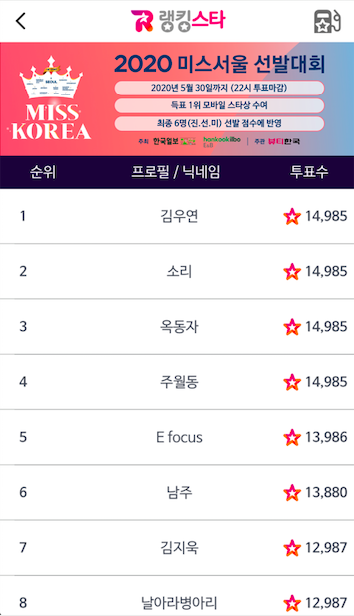 랭킹스타
SEOUL
MISS
KOREA
2020 미스서울 선발대회
2020년 5월 30일까지 (22시 투표마감)
득표 1위 모바일 스타상 수여
최종 6명(진.선.미) 선발 점수에 반영
주최 한국일보 hankookilbo E&B | 주관 뷰티한국
순위 프로필 / 닉네임 투표수
1 김우연 14,985
2 소리 14,985
3 옥동자 14,985
4 주월동 14,985
5 E focus 13,986
6 남주 13,880
7 김지욱 12,987
8 날아라병아리 12,987